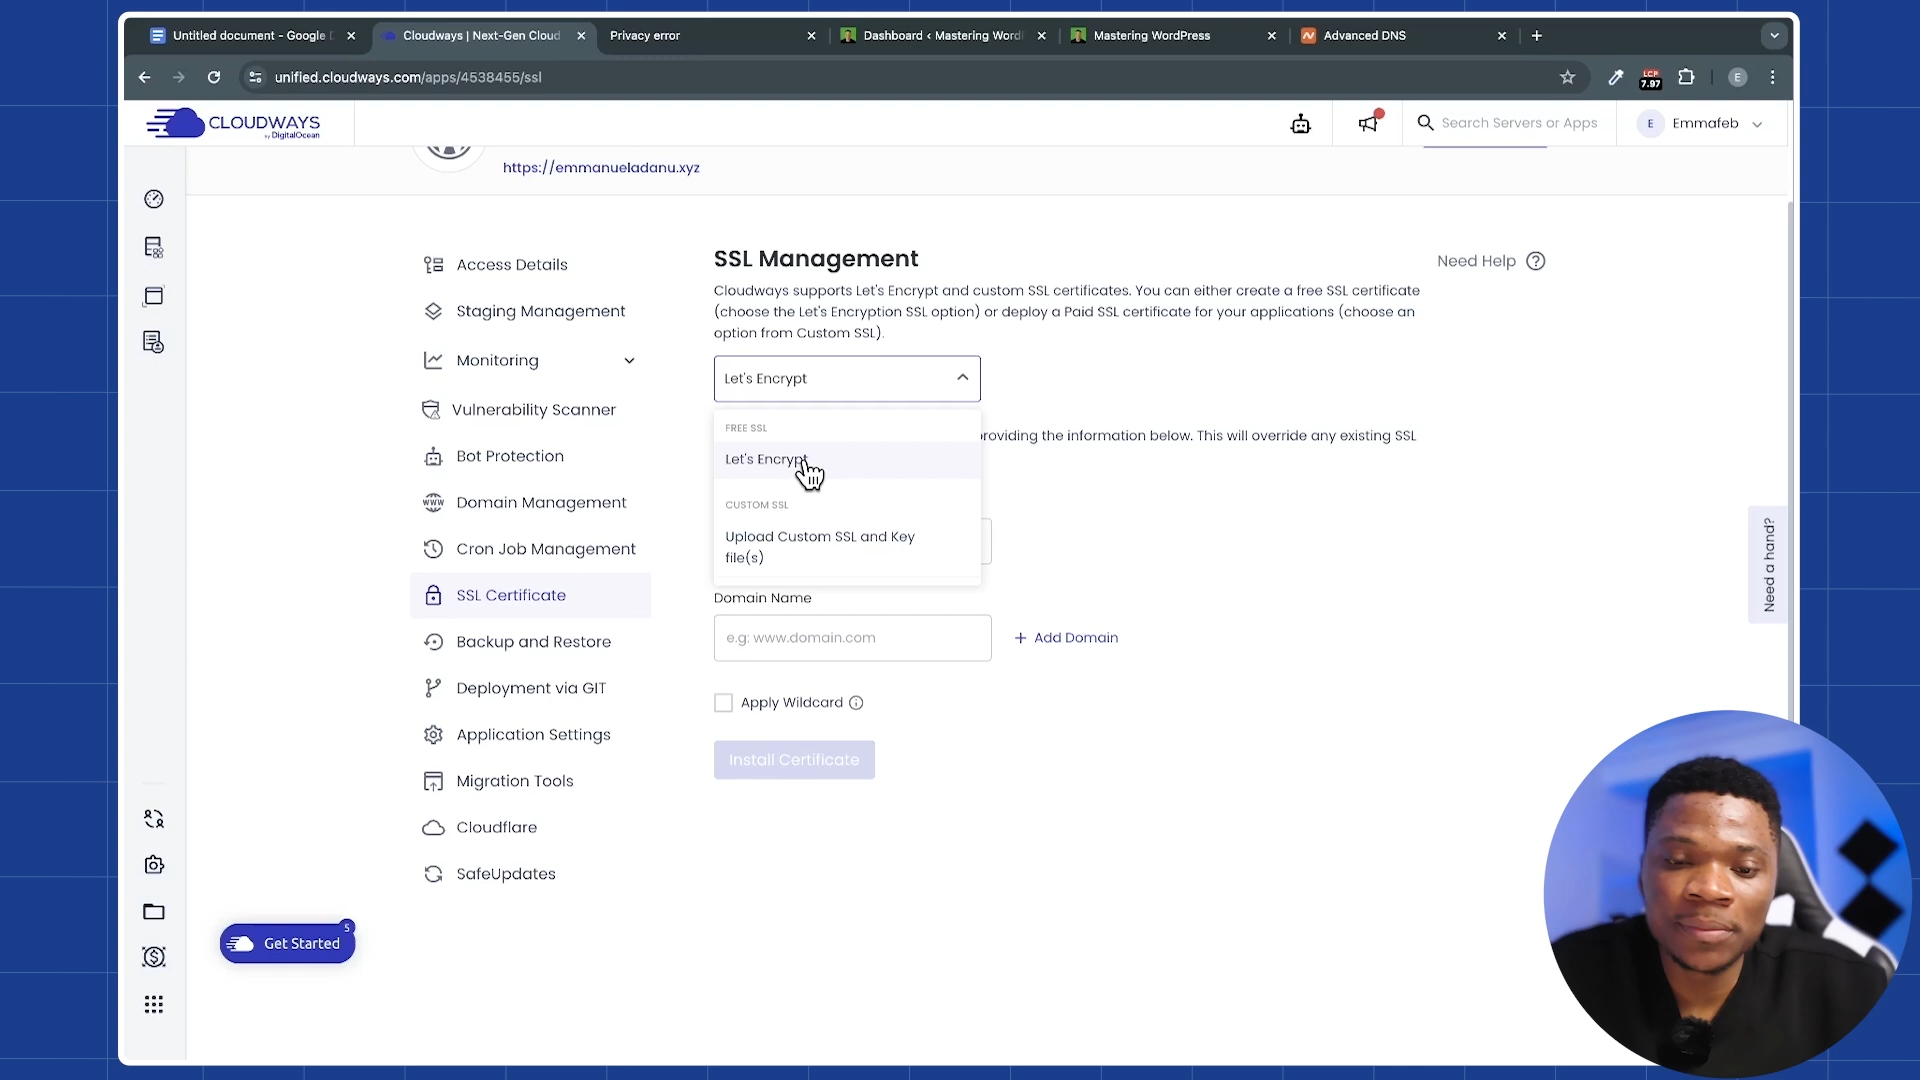 Untitled document - Google D
Cloudways | Next-Gen Cloud
Privacy error
Dashboard ‹ Mastering WordP
Mastering WordPress
Advanced DNS
unified.cloudways.com/apps/4538455/ssl
LCP
7.97
E
CLOUDWAYS
by DigitalOcean
Search Servers or Apps
E
Emmafeb
https://emmanueladanu.xyz
Access Details
Staging Management
Monitoring
Vulnerability Scanner
Bot Protection
Domain Management
Cron Job Management
SSL Certificate
Backup and Restore
Deployment via GIT
Application Settings
Migration Tools
Cloudflare
SafeUpdates
SSL Management
Need Help
Cloudways supports Let's Encrypt and custom SSL certificates. You can either create a free SSL certificate
(choose the Let's Encryption SSL option) or deploy a Paid SSL certificate for your applications (choose an
option from Custom SSL).
Let's Encrypt
FREE SSL
providing the information below. This will override any existing SSL
Let's Encrypt
CUSTOM SSL
Upload Custom SSL and Key
file(s)
Domain Name
e.g: www.domain.com
+ Add Domain
Apply Wildcard
Install Certificate
Need a hand?
Get Started
5